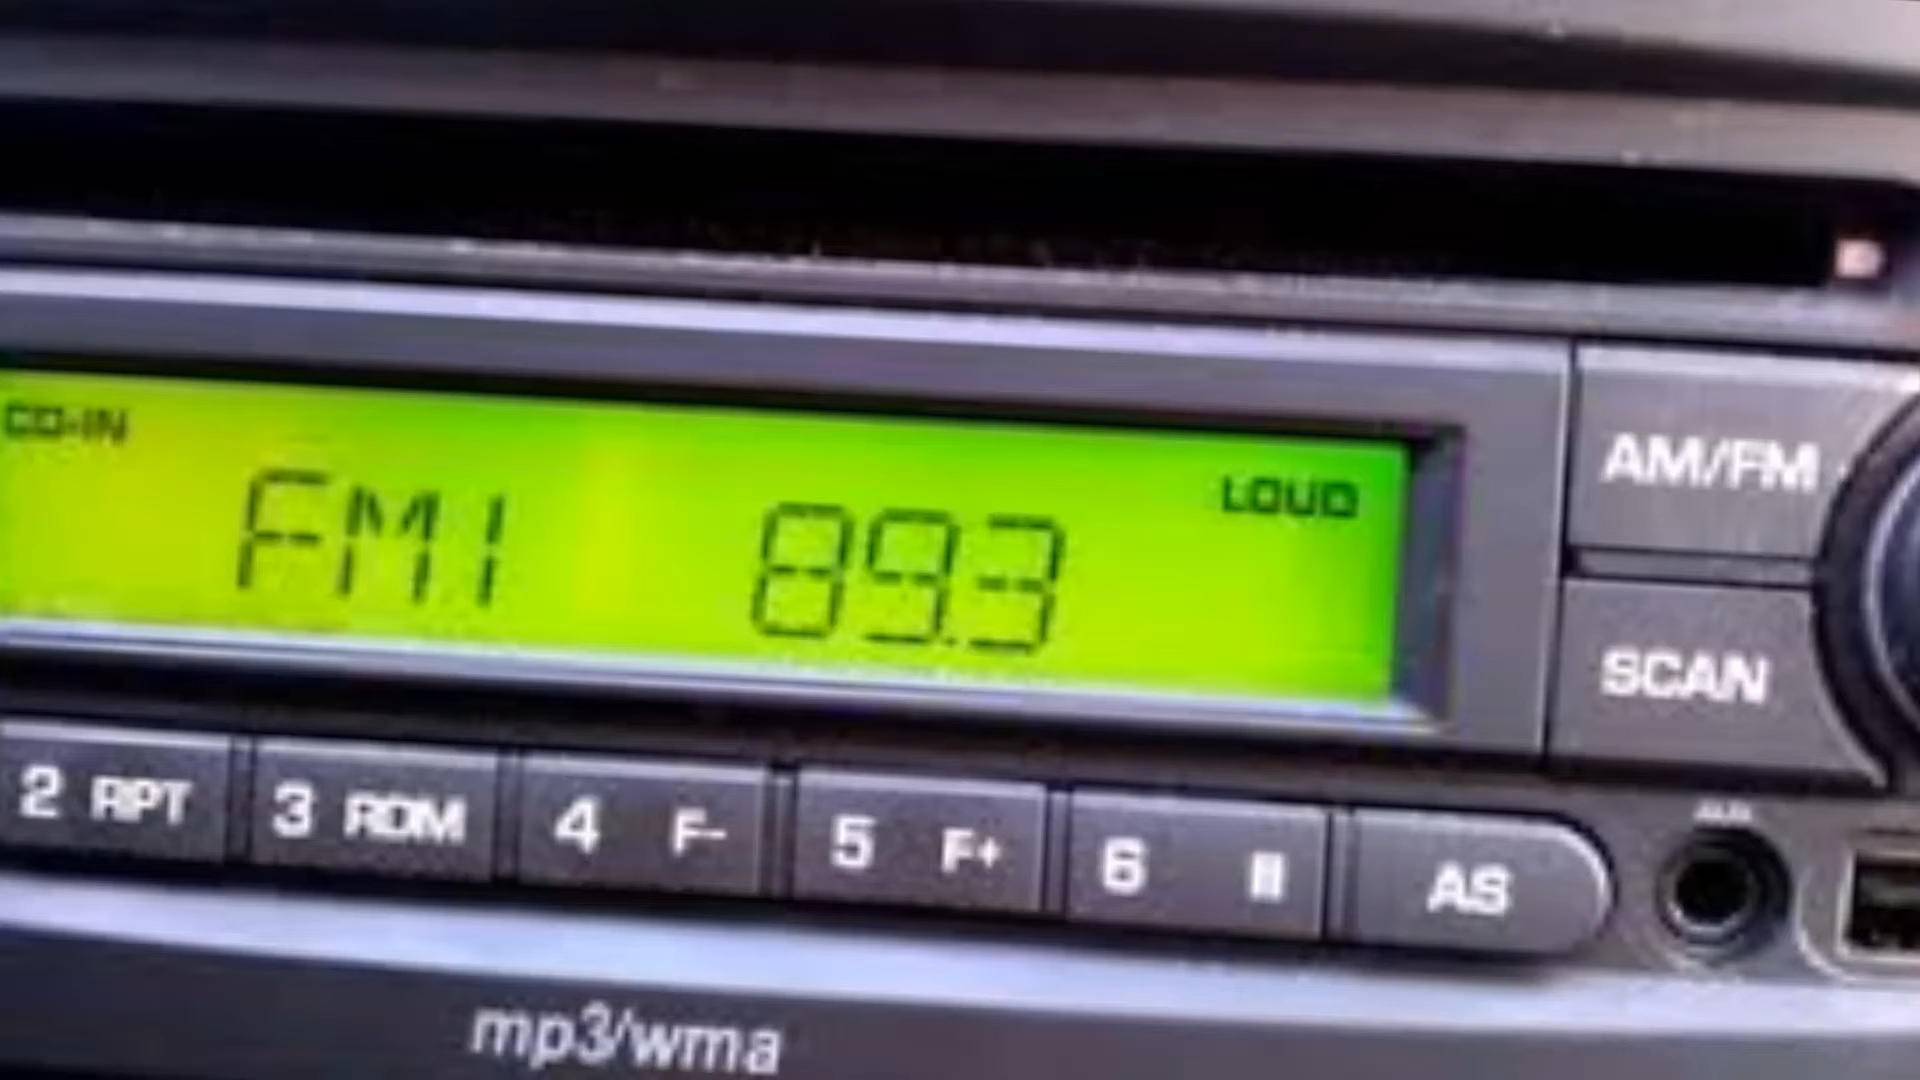 CD-IN
LOUD
FM1 89.3
AM/FM
SCAN
2 RPT 3 RDM 4 F- 5 F+ 6 AS
AUX
mp3/wma